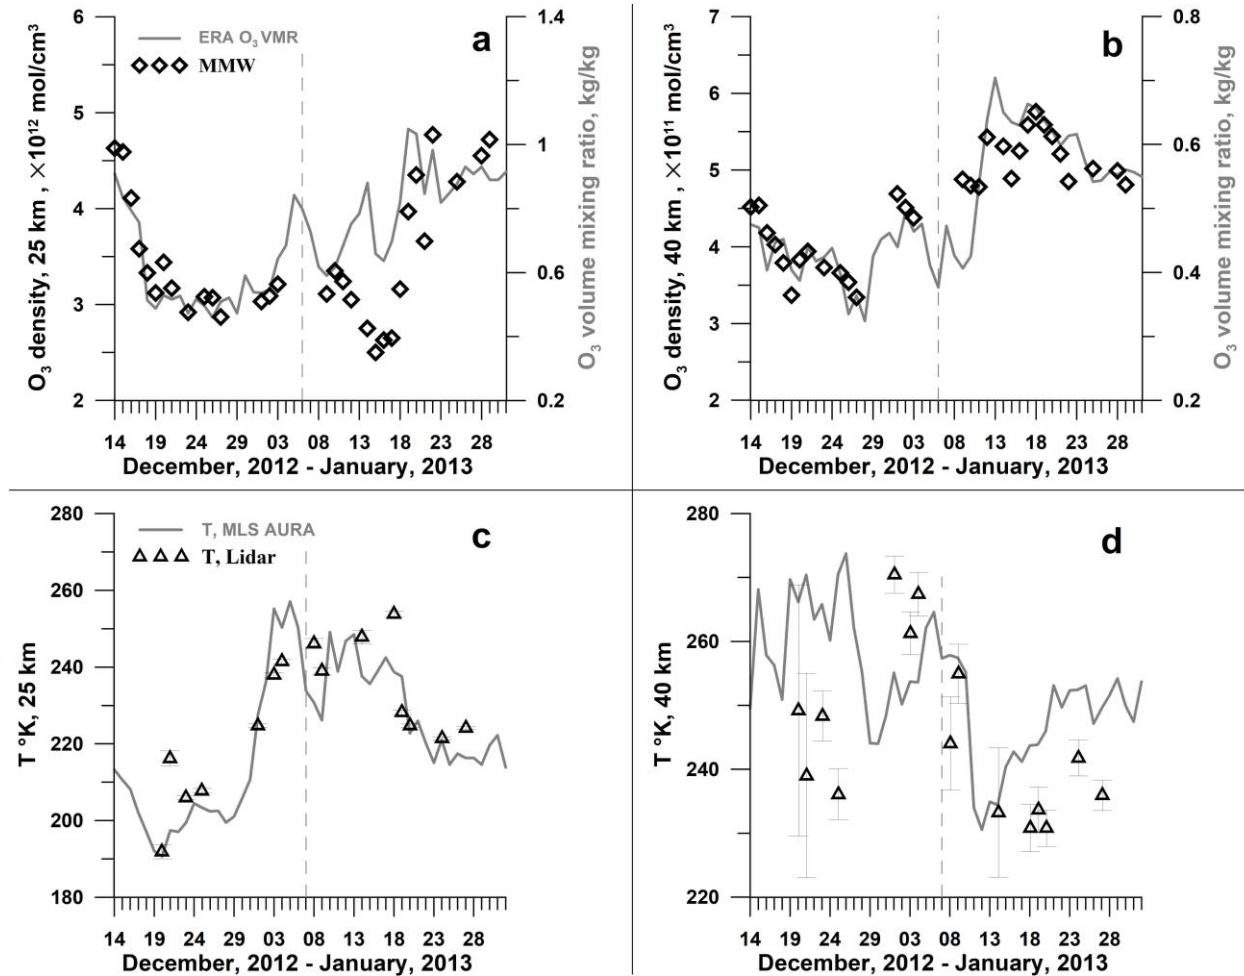 a
ERA O₃ VMR
MMW
O₃ density, 25 km , ×10¹² mol/cm³
6
5
4
3
2
O₃ volume mixing ratio, kg/kg
1.4
1
0.6
0.2
14 19 24 29 03 08 13 18 23 28
December, 2012 - January, 2013
b
O₃ density, 40 km , ×10¹¹ mol/cm³
7
6
5
4
3
2
O₃ volume mixing ratio, kg/kg
0.8
0.6
0.4
0.2
14 19 24 29 03 08 13 18 23 28
December, 2012 - January, 2013
c
T, MLS AURA
T, Lidar
T °K, 25 km
280
260
240
220
200
180
14 19 24 29 03 08 13 18 23 28
December, 2012 - January, 2013
d
T °K, 40 km
280
260
240
220
14 19 24 29 03 08 13 18 23 28
December, 2012 - January, 2013